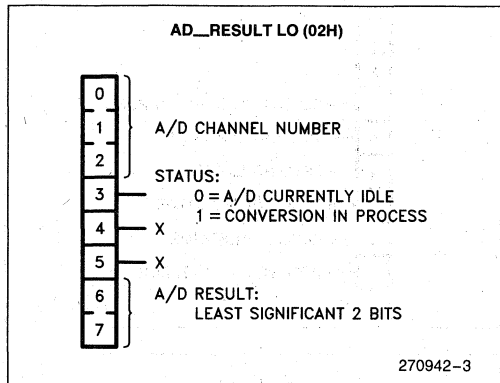 AD__RESULT LO (02H)
0
1
2
A/D CHANNEL NUMBER
STATUS:
3
0 = A/D CURRENTLY IDLE
1 = CONVERSION IN PROCESS
4
X
5
X
6
A/D RESULT:
LEAST SIGNIFICANT 2 BITS
7
270942-3